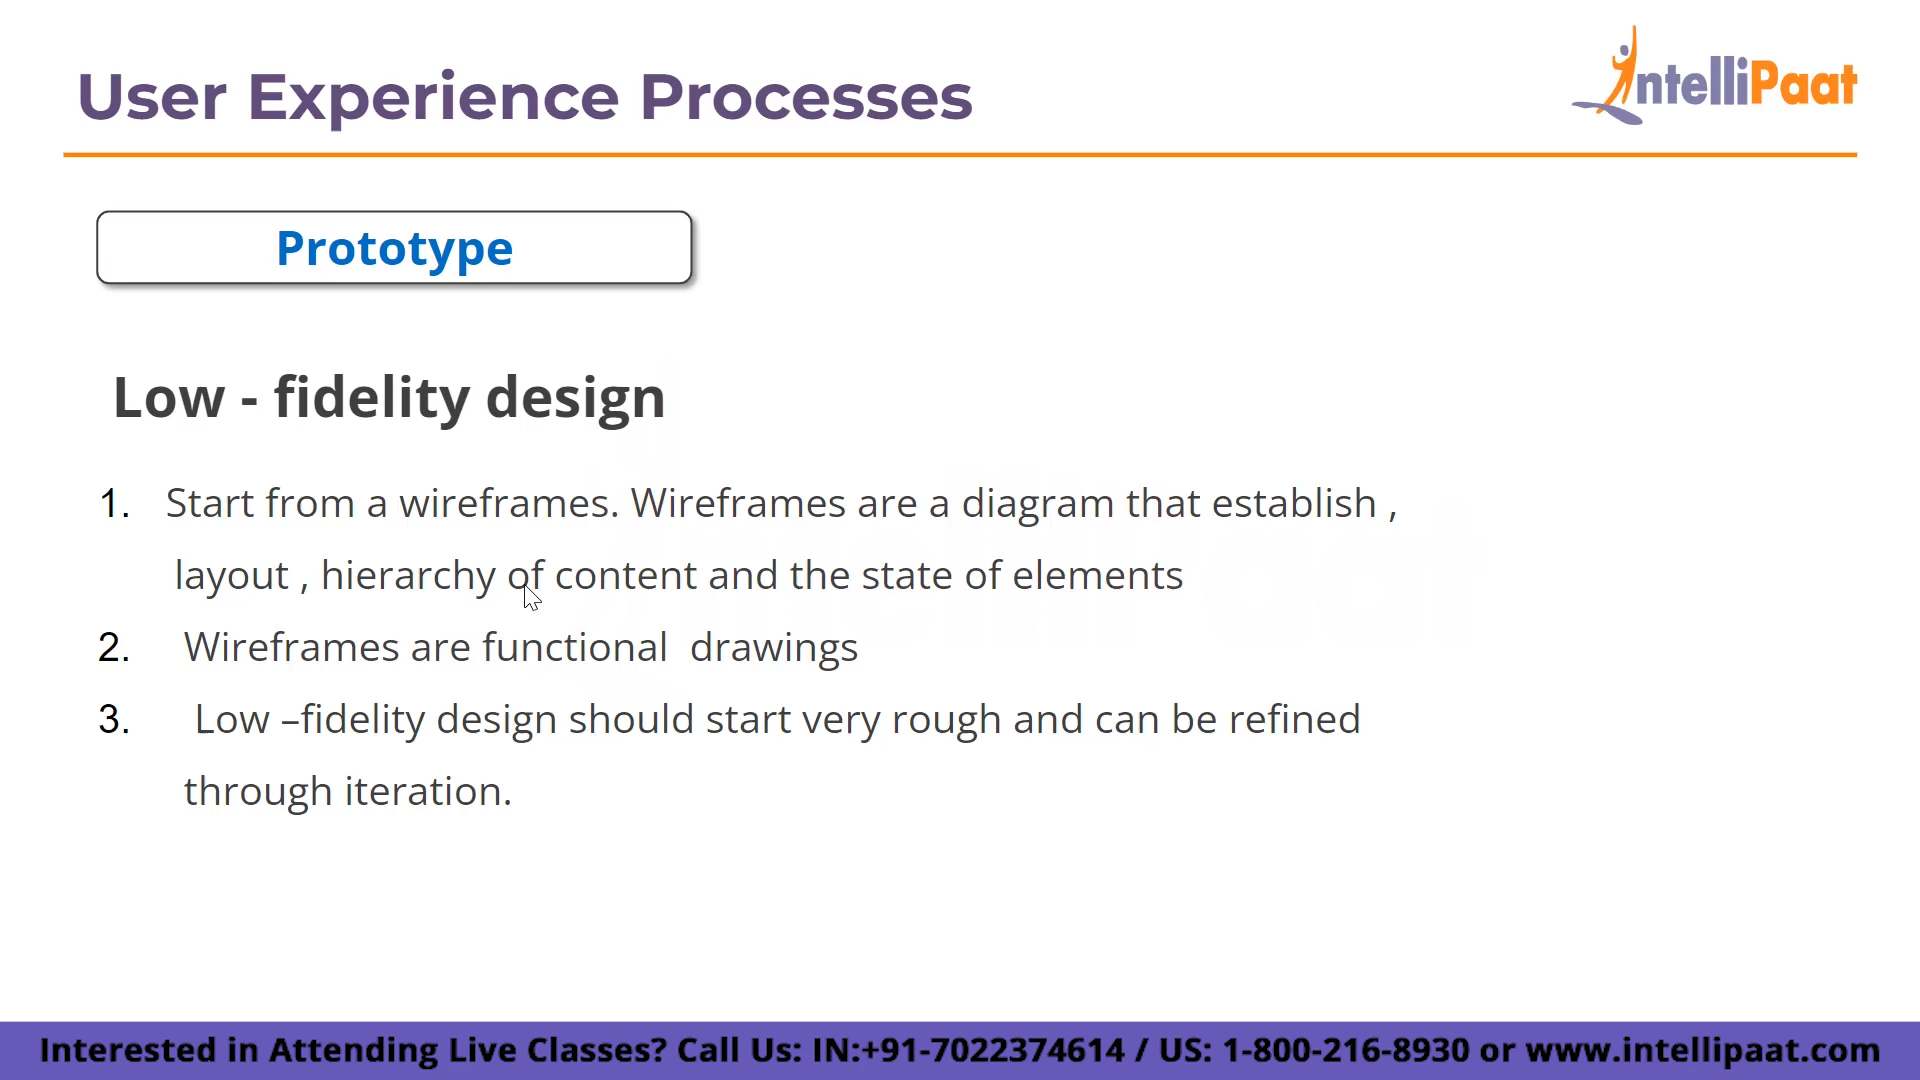 User Experience Processes
IntelliPaat
Prototype
Low - fidelity design
1. Start from a wireframes. Wireframes are a diagram that establish ,
layout , hierarchy of content and the state of elements
2. Wireframes are functional drawings
3. Low –fidelity design should start very rough and can be refined
through iteration.
Interested in Attending Live Classes? Call Us: IN:+91-7022374614 / US: 1-800-216-8930 or www.intellipaat.com